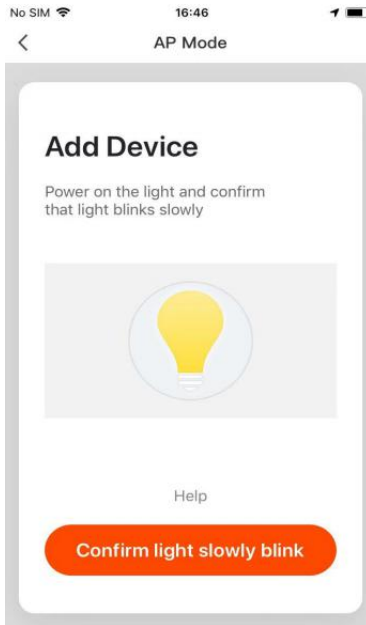 No SIM 16:46
AP Mode
Add Device
Power on the light and confirm
that light blinks slowly
Help
Confirm light slowly blink